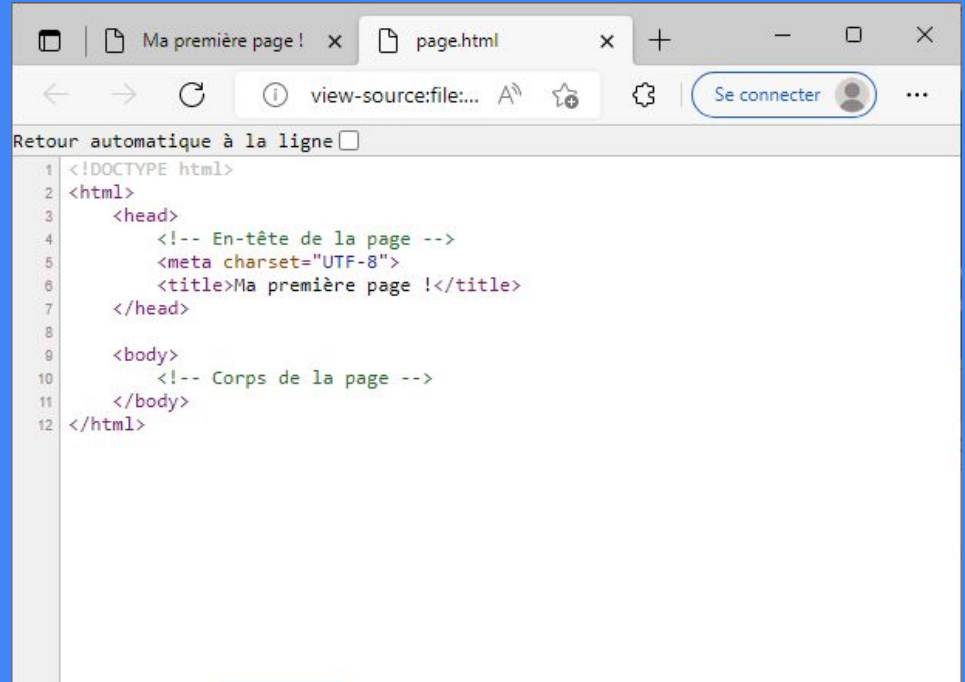 Ma première page !
page.html
view-source:file:...
Se connecter
Retour automatique à la ligne
1 <!DOCTYPE html>
2 <html>
3 <head>
4 <!-- En-tête de la page -->
5 <meta charset="UTF-8">
6 <title>Ma première page !</title>
7 </head>
8
9 <body>
10 <!-- Corps de la page -->
11 </body>
12 </html>